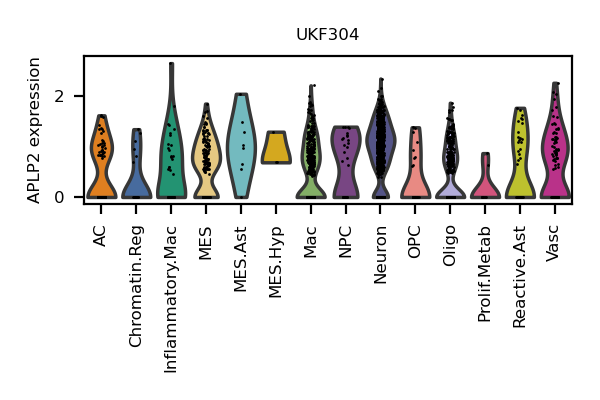 UKF304
APLP2 expression
2
0
AC
Chromatin.Reg
Inflammatory.Mac
MES
MES.Ast
MES.Hyp
Mac
NPC
Neuron
OPC
Oligo
Prolif.Metab
Reactive.Ast
Vasc